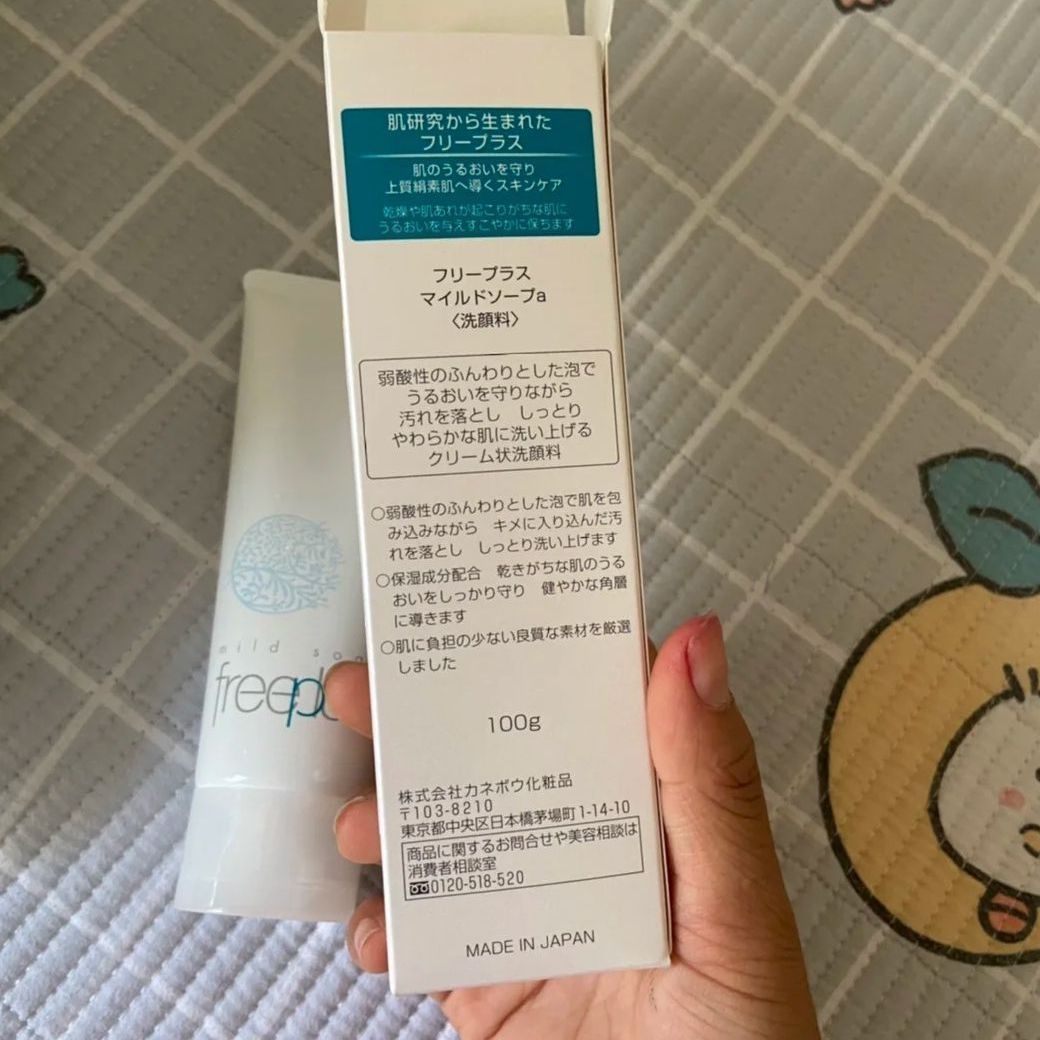 肌研究から生まれた
フリープラス
肌のうるおいを守り
上質絹素肌へ導くスキンケア
乾燥や肌あれが起こりがちな肌に
うるおいを与えすこやかに保ちます
フリープラス
マイルドソープa
〈洗顔料〉
弱酸性のふんわりとした泡で
うるおいを守りながら
汚れを落とし しっとり
やわらかな肌に洗い上げる
クリーム状洗顔料
○弱酸性のふんわりとした泡で肌を包
み込みながら キメに入り込んだ汚
れを落とし しっとり洗い上げます
○保湿成分配合 乾きがちな肌のうる
おいをしっかり守り 健やかな角層
に導きます
○肌に負担の少ない良質な素材を厳選
しました
100g
株式会社カネボウ化粧品
〒103-8210
東京都中央区日本橋茅場町1-14-10
商品に関するお問合せや美容相談は
消費者相談室
0120-518-520
MADE IN JAPAN
mild
free